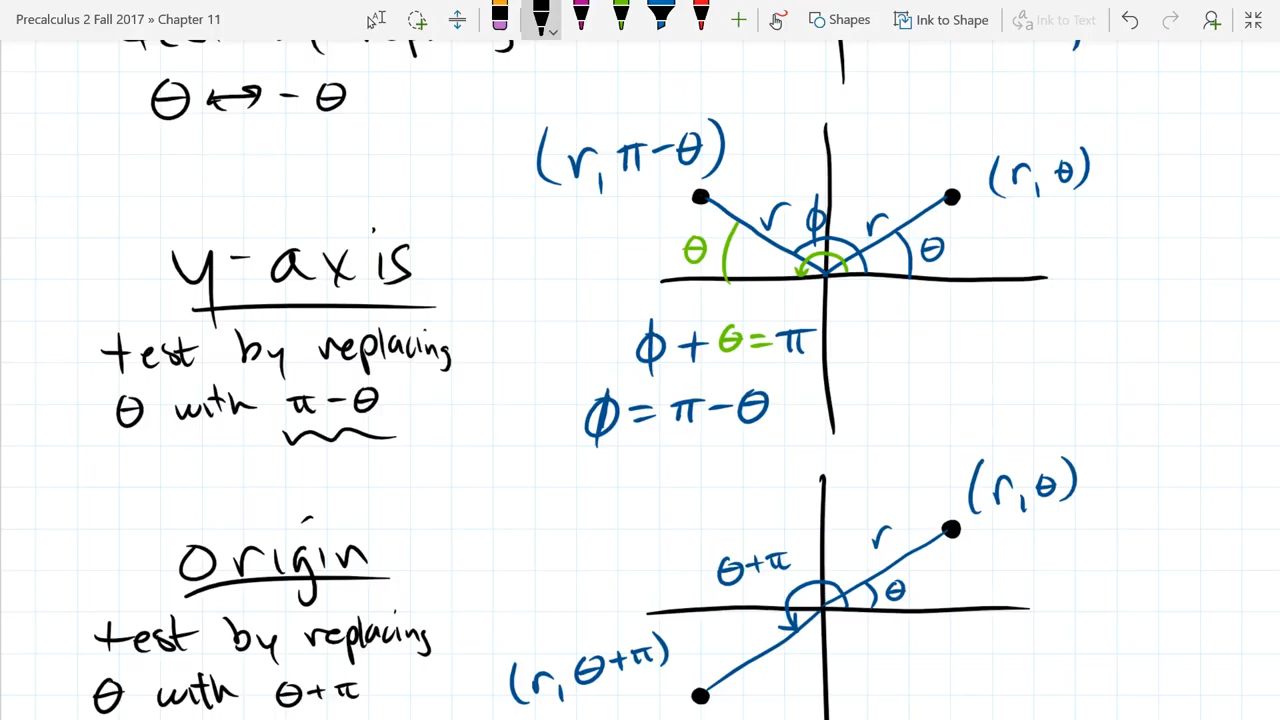 Precalculus 2 Fall 2017 » Chapter 11
Shapes
Ink to Shape
Ink to Text
θ ↔ - θ
y-axis
test by replacing
θ with π - θ
(r, π-θ)
(r, θ)
r
ϕ
r
θ
θ
ϕ + θ = π
ϕ = π - θ
origin
test by replacing
θ with θ+π
(r, θ)
r
θ+π
θ
(r, θ+π)